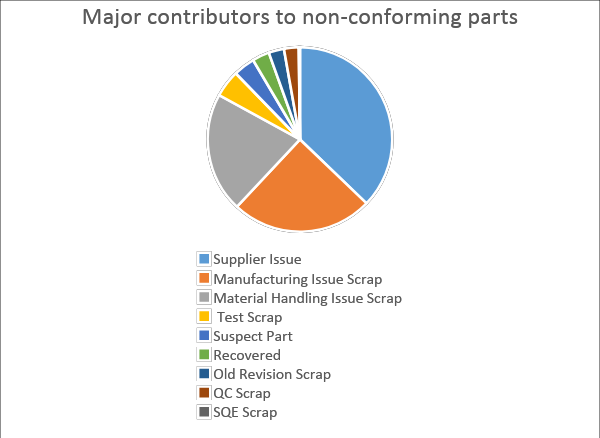 Major contributors to non-conforming parts
Supplier Issue
Manufacturing Issue Scrap
Material Handling Issue Scrap
Test Scrap
Suspect Part
Recovered
Old Revision Scrap
QC Scrap
SQE Scrap